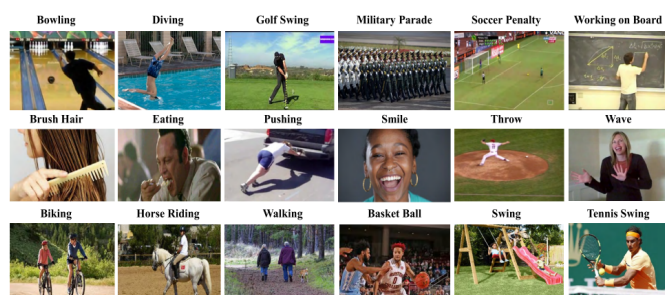 Bowling
Diving
Golf Swing
Military Parade
Soccer Penalty
Working on Board
Brush Hair
Eating
Pushing
Smile
Throw
Wave
Biking
Horse Riding
Walking
Basket Ball
Swing
Tennis Swing